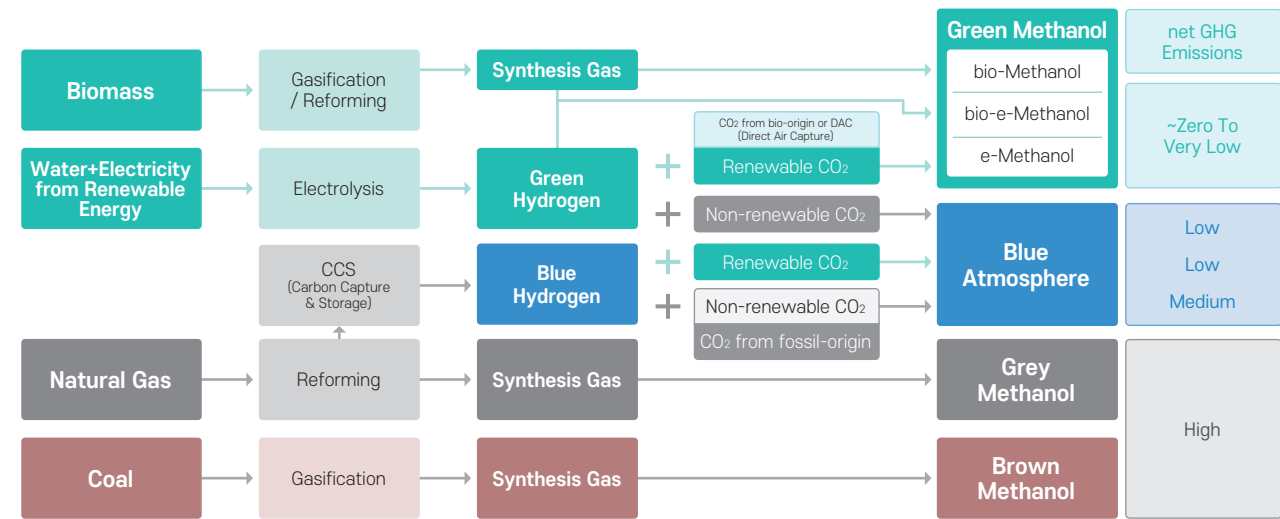 Green Methanol
net GHG
Emissions
Biomass
Gasification
/ Reforming
Synthesis Gas
bio-Methanol
bio-e-Methanol
e-Methanol
~Zero To
Very Low
CO2 from bio-origin or DAC
(Direct Air Capture)
Water+Electricity
from Renewable
Energy
Electrolysis
Green
Hydrogen
+
Renewable CO2
+
Non-renewable CO2
CCS
(Carbon Capture
& Storage)
Blue
Hydrogen
+
Renewable CO2
+
Non-renewable CO2
CO2 from fossil-origin
Blue
Atmosphere
Low
Low
Medium
Natural Gas
Reforming
Synthesis Gas
Grey
Methanol
High
Coal
Gasification
Synthesis Gas
Brown
Methanol